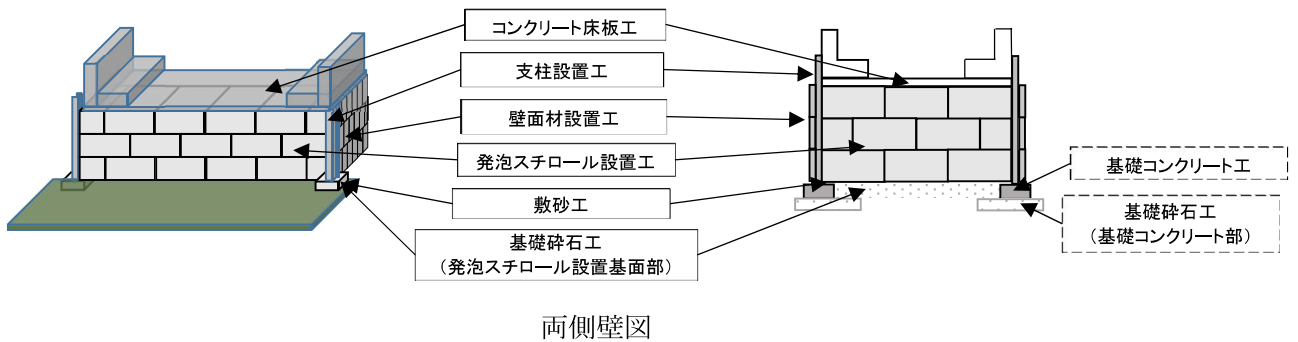 コンクリート床板工
支柱設置工
壁面材設置工
発泡スチロール設置工
敷砂工
基礎砕石工
（発泡スチロール設置基面部）
基礎コンクリート工
基礎砕石工
（基礎コンクリート部）
両側壁図